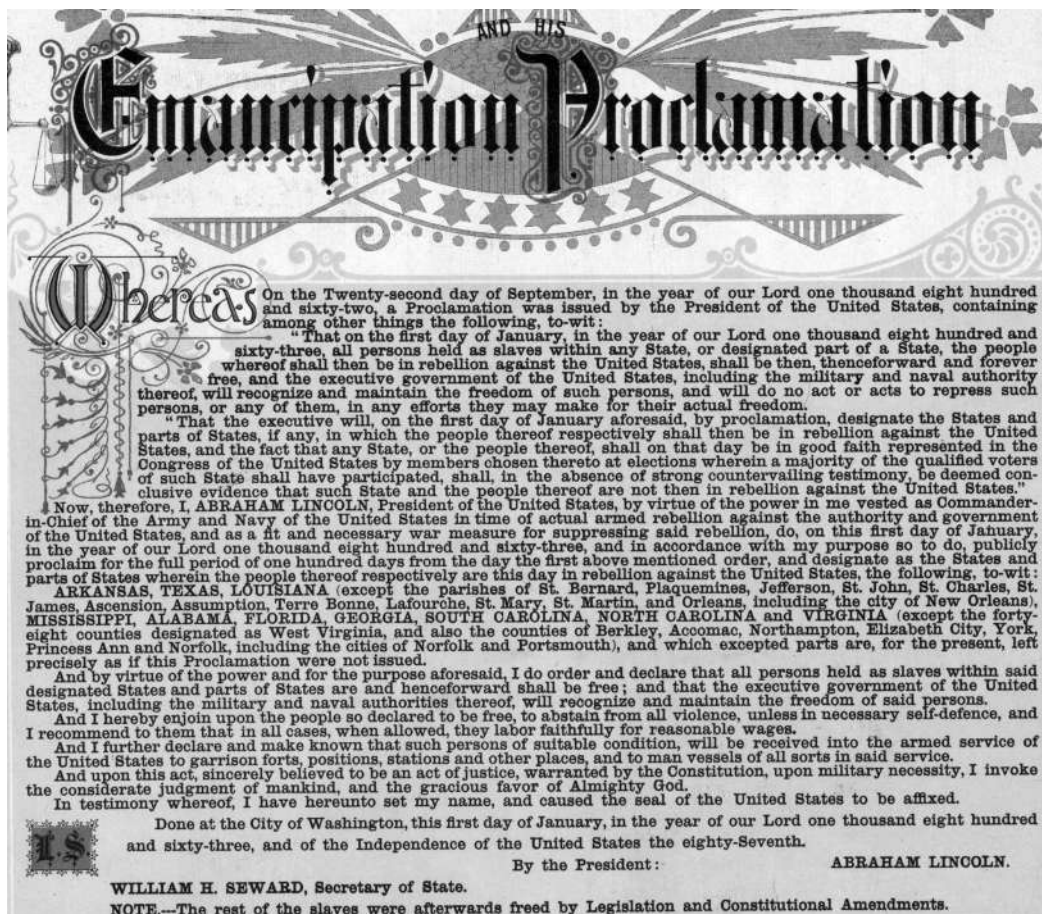 AND HIS
Emancipation Proclamation
Whereas On the Twenty-second day of September, in the year of our Lord one thousand eight hundred
and sixty-two, a Proclamation was issued by the President of the United States, containing
among other things the following, to-wit:
"That on the first day of January, in the year of our Lord one thousand eight hundred and
sixty-three, all persons held as slaves within any State, or designated part of a State, the people
whereof shall then be in rebellion against the United States, shall be then, thenceforward and forever
free, and the executive government of the United States, including the military and naval authority
thereof, will recognize and maintain the freedom of such persons, and will do no act or acts to repress such
persons, or any of them, in any efforts they may make for their actual freedom.
"That the executive will, on the first day of January aforesaid, by proclamation, designate the States and
parts of States, if any, in which the people thereof respectively shall then be in rebellion against the United
States, and the fact that any State, or the people thereof, shall on that day be in good faith represented in the
Congress of the United States by members chosen thereto at elections wherein a majority of the qualified voters
of such State shall have participated, shall, in the absence of strong countervailing testimony, be deemed con-
clusive evidence that such State and the people thereof are not then in rebellion against the United States."
Now, therefore, I, ABRAHAM LINCOLN, President of the United States, by virtue of the power in me vested as Commander-
in-Chief of the Army and Navy of the United States in time of actual armed rebellion against the authority and government
of the United States, and as a fit and necessary war measure for suppressing said rebellion, do, on this first day of January,
in the year of our Lord one thousand eight hundred and sixty-three, and in accordance with my purpose so to do, publicly
proclaim for the full period of one hundred days from the day the first above mentioned order, and designate as the States and
parts of States wherein the people thereof respectively are this day in rebellion against the United States, the following, to-wit:
ARKANSAS, TEXAS, LOUISIANA (except the parishes of St. Bernard, Plaquemines, Jefferson, St. John, St. Charles, St.
James, Ascension, Assumption, Terre Bonne, Lafourche, St. Mary, St. Martin, and Orleans, including the city of New Orleans),
MISSISSIPPI, ALABAMA, FLORIDA, GEORGIA, SOUTH CAROLINA, NORTH CAROLINA and VIRGINIA (except the forty-
eight counties designated as West Virginia, and also the counties of Berkley, Accomac, Northampton, Elizabeth City, York,
Princess Ann and Norfolk, including the cities of Norfolk and Portsmouth), and which excepted parts are, for the present, left
precisely as if this Proclamation were not issued.
And by virtue of the power and for the purpose aforesaid, I do order and declare that all persons held as slaves within said
designated States and parts of States are and henceforward shall be free; and that the executive government of the United
States, including the military and naval authorities thereof, will recognize and maintain the freedom of said persons.
And I hereby enjoin upon the people so declared to be free, to abstain from all violence, unless in necessary self-defence, and
I recommend to them that in all cases, when allowed, they labor faithfully for reasonable wages.
And I further declare and make known that such persons of suitable condition, will be received into the armed service of
the United States to garrison forts, positions, stations and other places, and to man vessels of all sorts in said service.
And upon this act, sincerely believed to be an act of justice, warranted by the Constitution, upon military necessity, I invoke
the considerate judgment of mankind, and the gracious favor of Almighty God.
In testimony whereof, I have hereunto set my name, and caused the seal of the United States to be affixed.
L.S. Done at the City of Washington, this first day of January, in the year of our Lord one thousand eight hundred
and sixty-three, and of the Independence of the United States the eighty-Seventh.
By the President: ABRAHAM LINCOLN.
WILLIAM H. SEWARD, Secretary of State.
NOTE.---The rest of the slaves were afterwards freed by Legislation and Constitutional Amendments.